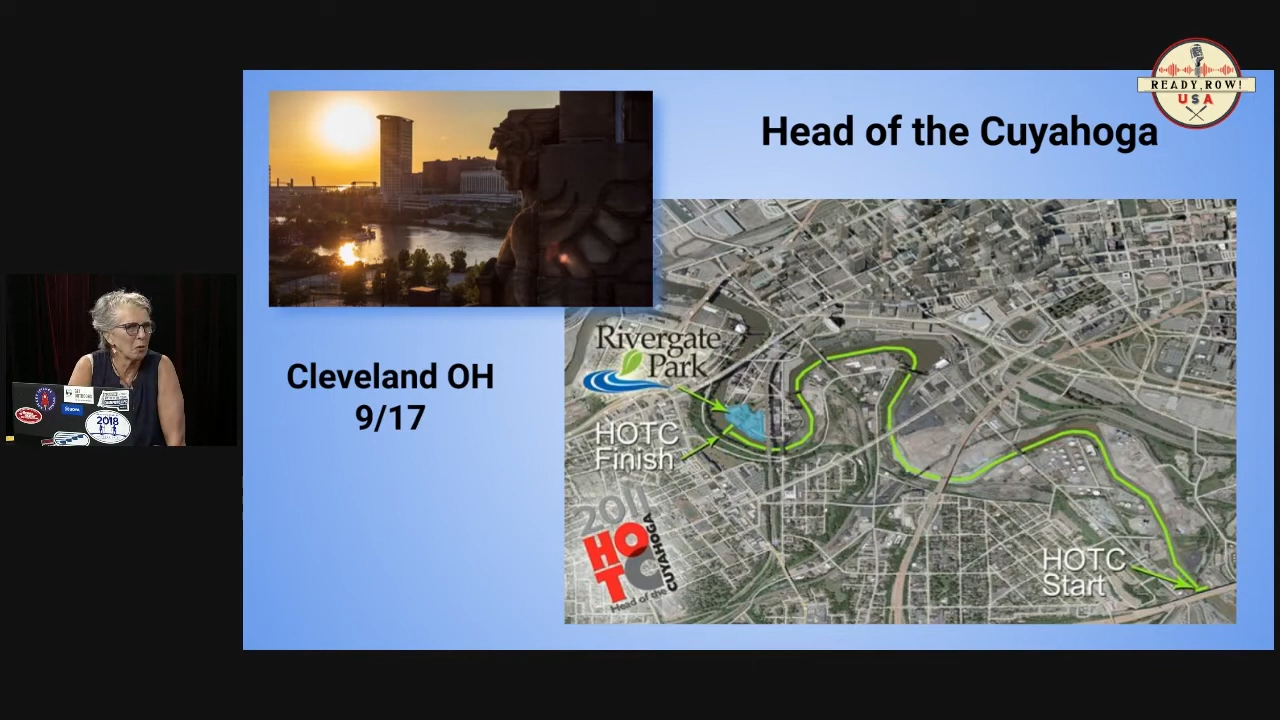 READY, ROW!
USA
Head of the Cuyahoga
Cleveland OH
9/17
Rivergate
Park
HOTC
Finish
2011
HOTC
CUYAHOGA
Head of the
HOTC
Start
2018